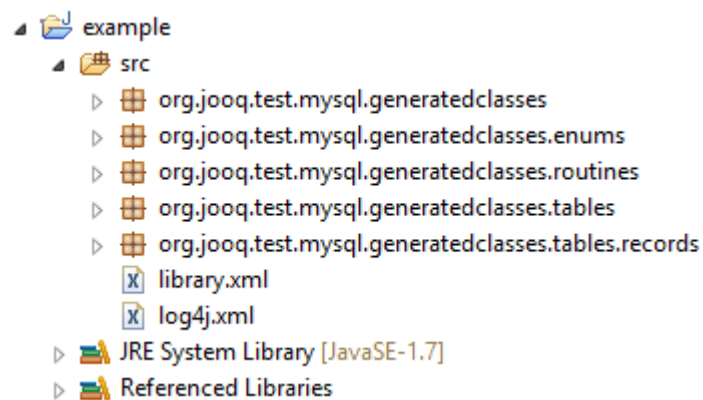 example
src
org.jooq.test.mysql.generatedclasses
org.jooq.test.mysql.generatedclasses.enums
org.jooq.test.mysql.generatedclasses.routines
org.jooq.test.mysql.generatedclasses.tables
org.jooq.test.mysql.generatedclasses.tables.records
library.xml
log4j.xml
JRE System Library [JavaSE-1.7]
Referenced Libraries